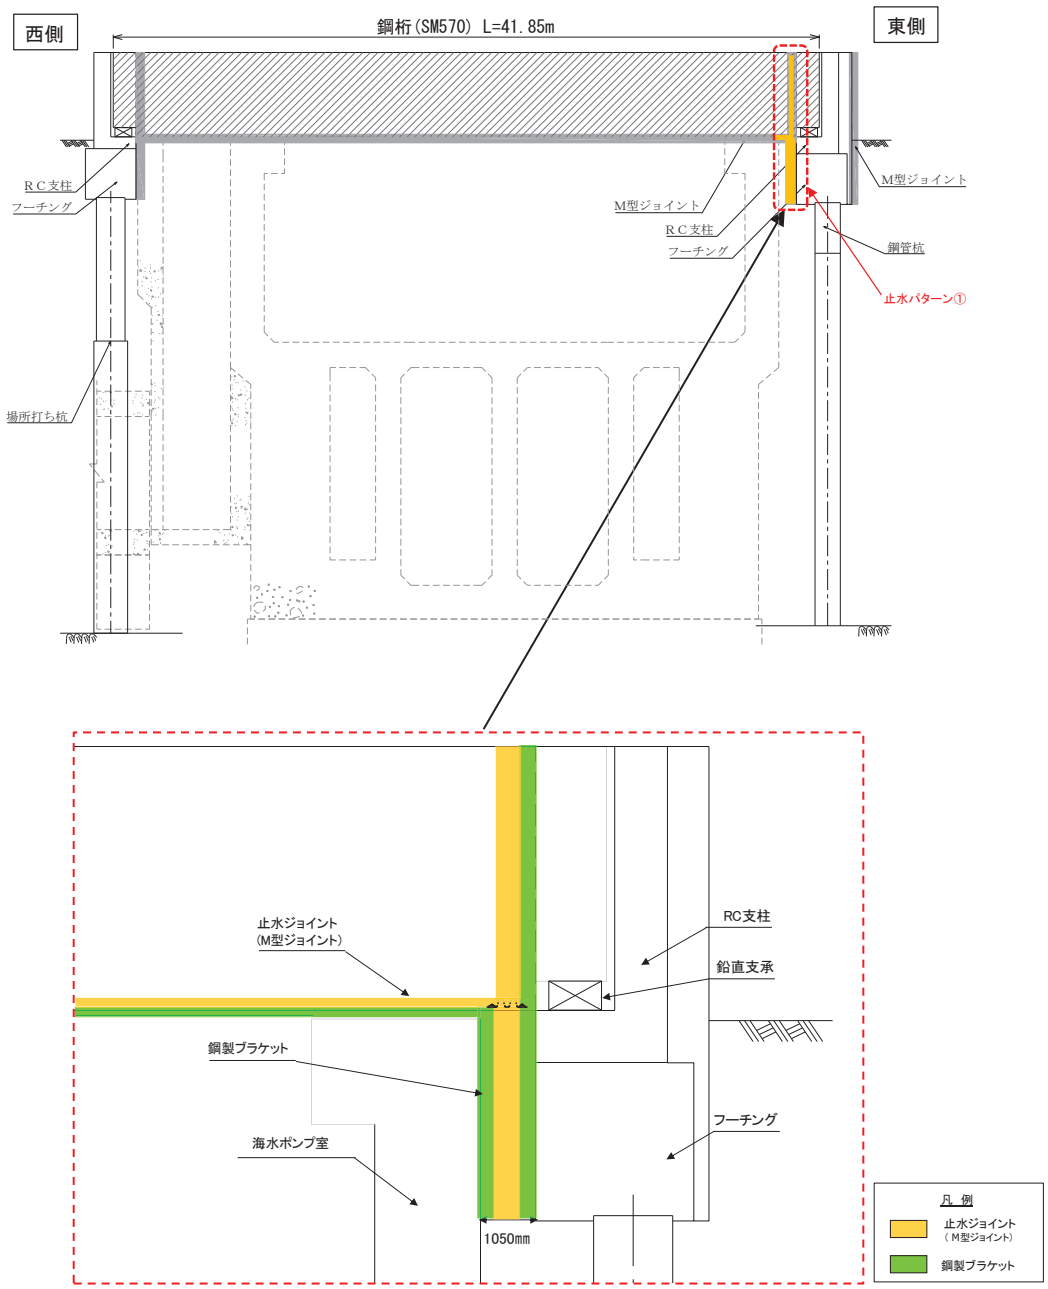 西側
鋼桁(SM570) L=41.85m
東側
RC支柱
フーチング
M型ジョイント
RC支柱
フーチング
M型ジョイント
鋼管杭
止水パターン①
場所打ち杭
止水ジョイント
(M型ジョイント)
RC支柱
鉛直支承
鋼製ブラケット
フーチング
海水ポンプ室
1050mm
凡 例
止水ジョイント
(M型ジョイント)
鋼製ブラケット